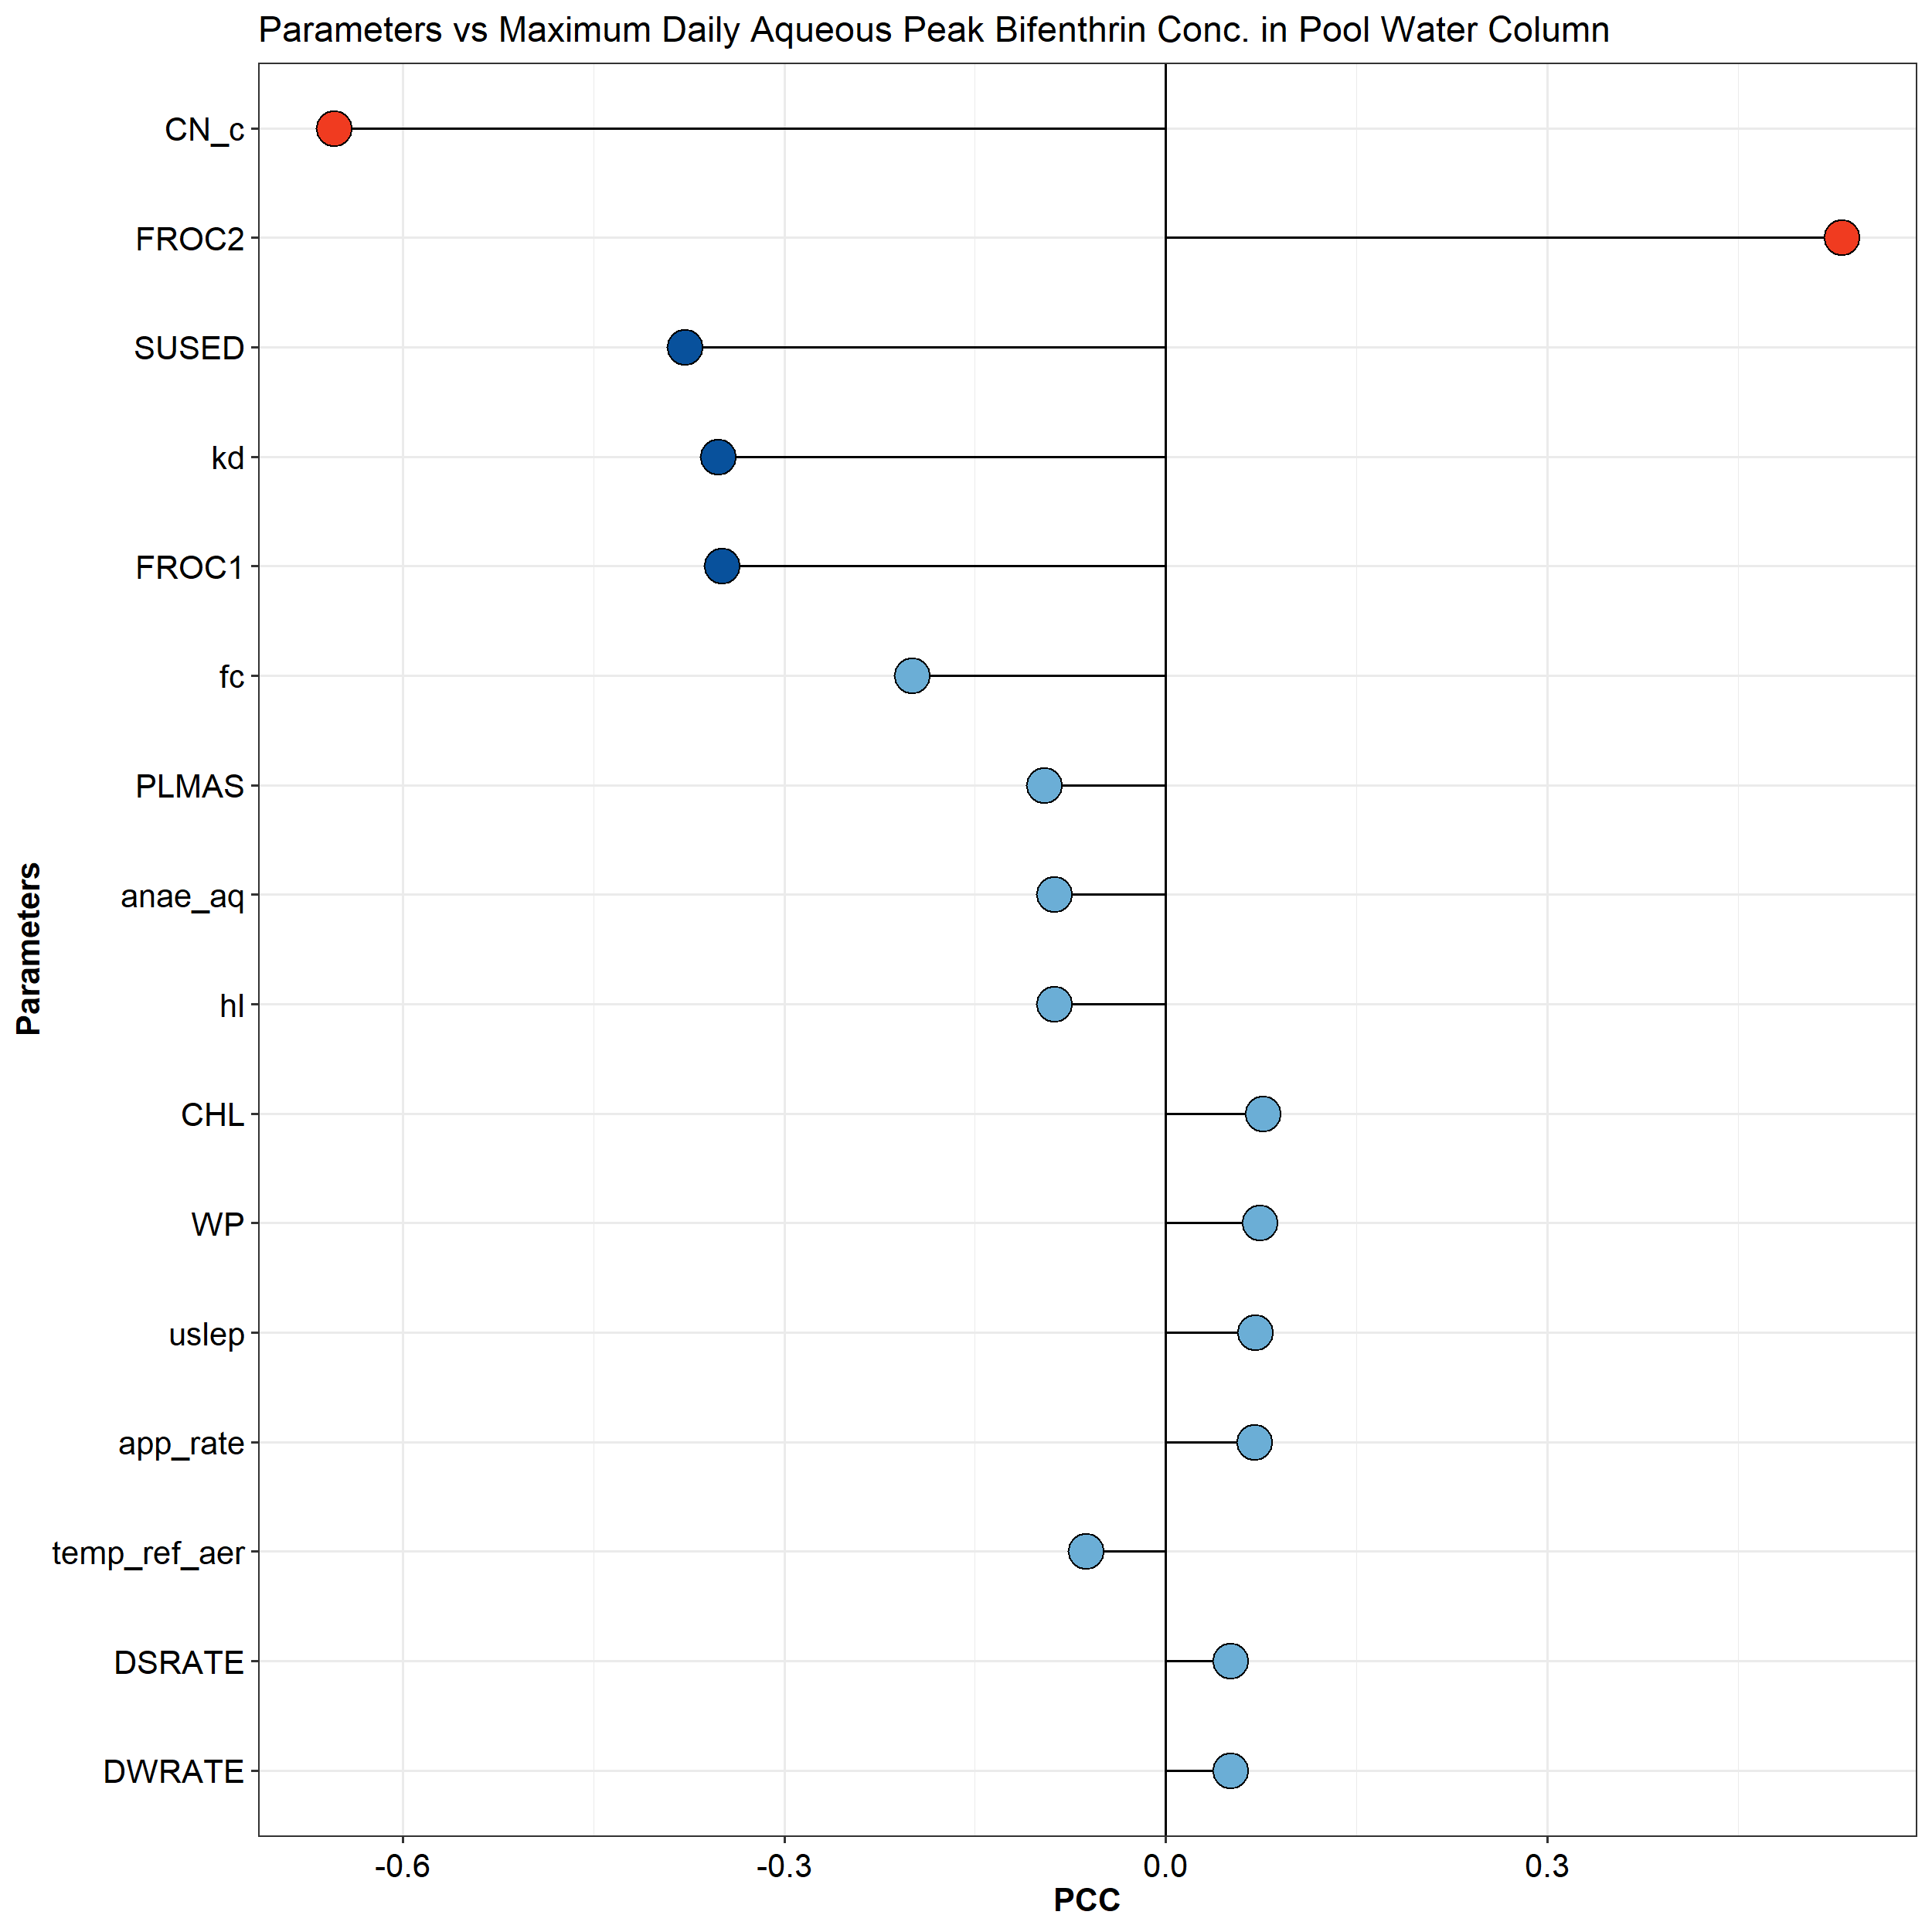 Parameters vs Maximum Daily Aqueous Peak Bifenthrin Conc. in Pool Water Column
Parameters
CN_c
FROC2
SUSED
kd
FROC1
fc
PLMAS
anae_aq
hl
CHL
WP
uslep
app_rate
temp_ref_aer
DSRATE
DWRATE
-0.6 -0.3 0.0 0.3
PCC